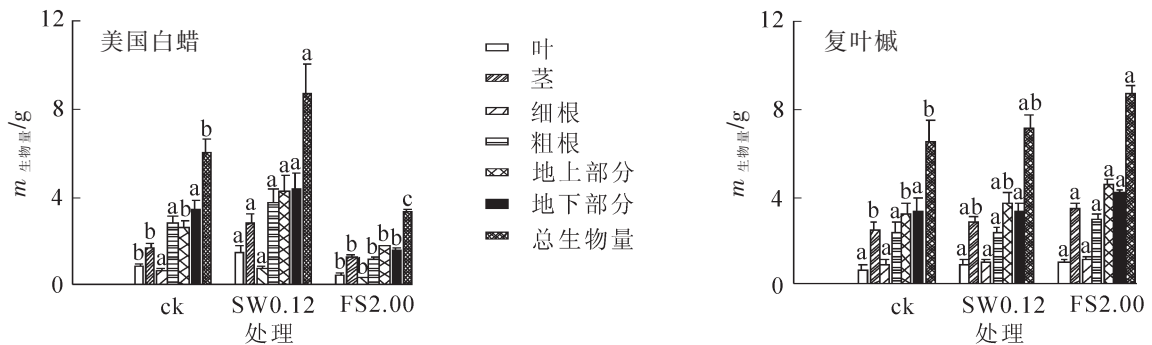 12
8
4
0
m 生物量/g
美国白蜡
b b a a b a b
a a a a a a a
b b b b b b c
ck SW0.12 FS2.00
处理
叶
茎
细根
粗根
地上部分
地下部分
总生物量
12
8
4
0
m 生物量/g
复叶槭
a b a a b a b
a ab a a ab a ab
a a a a a a a
ck SW0.12 FS2.00
处理